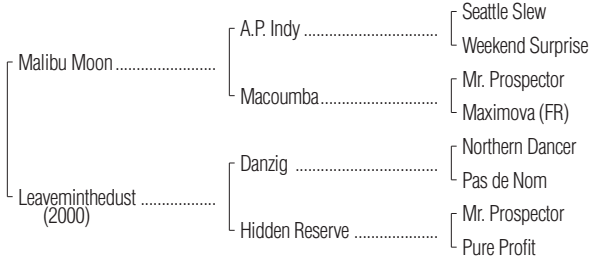 Seattle Slew
A.P. Indy ..................................
Weekend Surprise
Malibu Moon .........................
Mr. Prospector
Macoumba..............................
Maximova (FR)
Northern Dancer
Danzig ....................................
Pas de Nom
Leaveminthedust ...................
(2000)
Mr. Prospector
Hidden Reserve .....................
Pure Profit